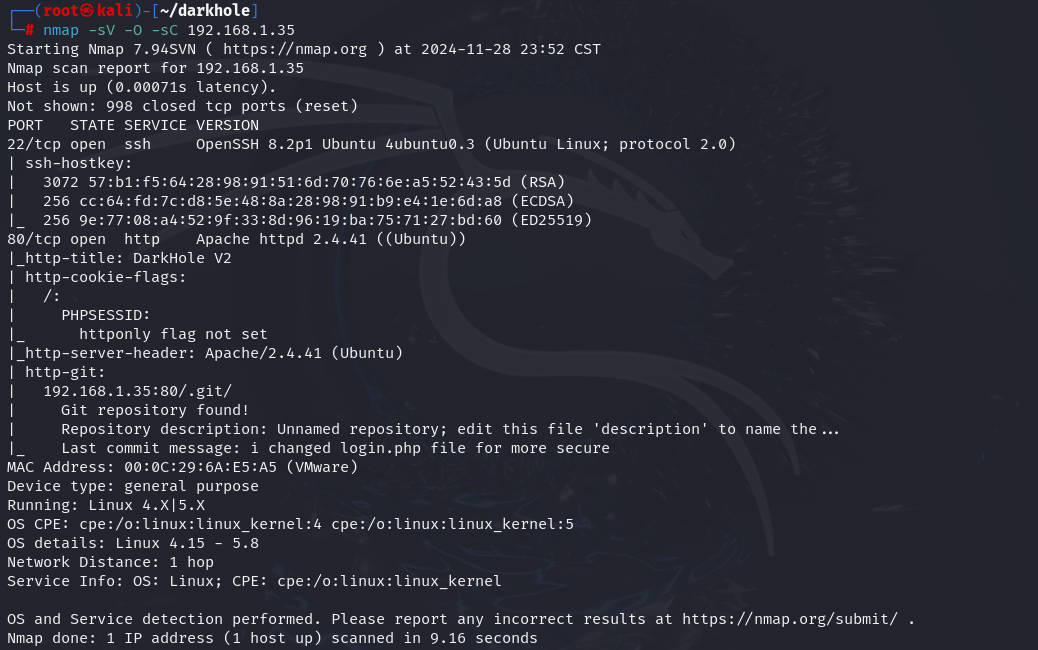 ┌──(root㉿kali)-[~/darkhole]
└─# nmap -sV -O -sC 192.168.1.35
Starting Nmap 7.94SVN ( https://nmap.org ) at 2024-11-28 23:52 CST
Nmap scan report for 192.168.1.35
Host is up (0.00071s latency).
Not shown: 998 closed tcp ports (reset)
PORT   STATE SERVICE VERSION
22/tcp open  ssh     OpenSSH 8.2p1 Ubuntu 4ubuntu0.3 (Ubuntu Linux; protocol 2.0)
| ssh-hostkey:
|   3072 57:b1:f5:64:28:98:91:51:6d:70:76:6e:a5:52:43:5d (RSA)
|   256 cc:64:fd:7c:d8:5e:48:8a:28:98:91:b9:e4:1e:6d:a8 (ECDSA)
|_  256 9e:77:08:a4:52:9f:33:8d:96:19:ba:75:71:27:bd:60 (ED25519)
80/tcp open  http    Apache httpd 2.4.41 ((Ubuntu))
|_http-title: DarkHole V2
| http-cookie-flags:
|   /:
|     PHPSESSID:
|_      httponly flag not set
|_http-server-header: Apache/2.4.41 (Ubuntu)
| http-git:
|   192.168.1.35:80/.git/
|     Git repository found!
|     Repository description: Unnamed repository; edit this file 'description' to name the...
|_    Last commit message: i changed login.php file for more secure
MAC Address: 00:0C:29:6A:E5:A5 (VMware)
Device type: general purpose
Running: Linux 4.X|5.X
OS CPE: cpe:/o:linux:linux_kernel:4 cpe:/o:linux:linux_kernel:5
OS details: Linux 4.15 - 5.8
Network Distance: 1 hop
Service Info: OS: Linux; CPE: cpe:/o:linux:linux_kernel

OS and Service detection performed. Please report any incorrect results at https://nmap.org/submit/ .
Nmap done: 1 IP address (1 host up) scanned in 9.16 seconds